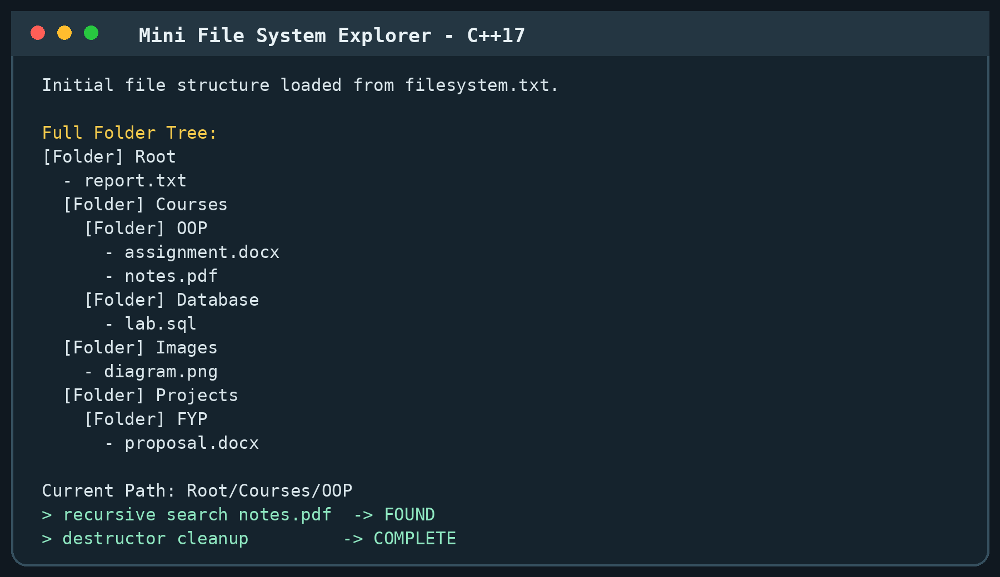 Mini File System Explorer - C++17
Initial file structure loaded from filesystem.txt.
Full Folder Tree:
[Folder] Root
  - report.txt
  [Folder] Courses
    [Folder] OOP
      - assignment.docx
      - notes.pdf
    [Folder] Database
      - lab.sql
  [Folder] Images
    - diagram.png
  [Folder] Projects
    [Folder] FYP
      - proposal.docx
Current Path: Root/Courses/OOP
> recursive search notes.pdf  -> FOUND
> destructor cleanup         -> COMPLETE